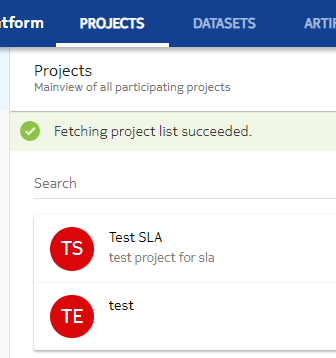 tform PROJECTS DATASETS ARTI
Projects
Mainview of all participating projects
Fetching project list succeeded.
Search
TS Test SLA
test project for sla
TE test